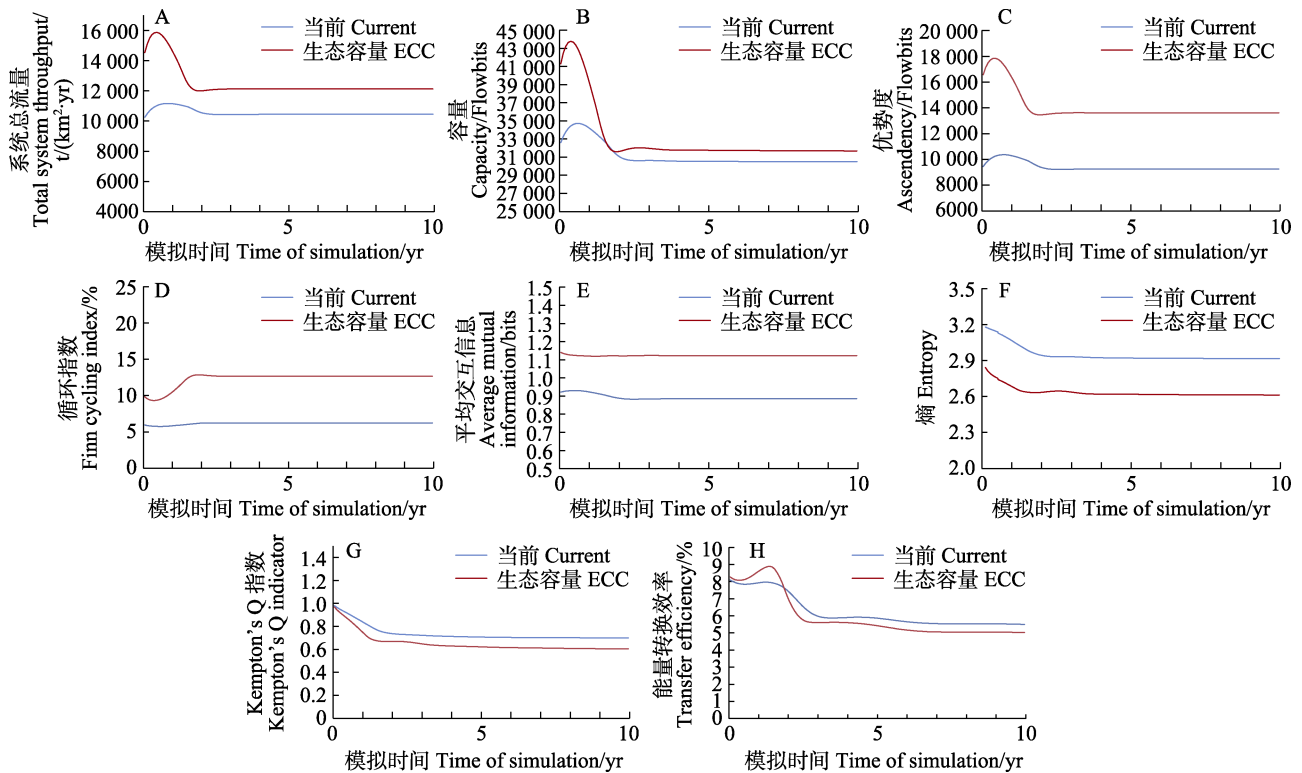 A
当前 Current
生态容量 ECC
系统总流量
Total system throughput/
t/(km²·yr)
16 000
14 000
12 000
10 000
8000
6000
4000
0
5
10
模拟时间 Time of simulation/yr
B
当前 Current
生态容量 ECC
容量
Capacity/Flowbits
45 000
43 000
41 000
39 000
37 000
35 000
33 000
31 000
29 000
27 000
25 000
0
5
10
模拟时间 Time of simulation/yr
C
当前 Current
生态容量 ECC
优势度
Ascendency/Flowbits
20 000
18 000
16 000
14 000
12 000
10 000
8000
6000
0
5
10
模拟时间 Time of simulation/yr
D
当前 Current
生态容量 ECC
循环指数
Finn cycling index/%
25
20
15
10
5
0
0
5
10
模拟时间 Time of simulation/yr
E
当前 Current
生态容量 ECC
平均交互信息
Average mutual
information/bits
1.5
1.4
1.3
1.2
1.1
1.0
0.9
0.8
0.7
0.6
0.5
0
5
10
模拟时间 Time of simulation/yr
F
当前 Current
生态容量 ECC
熵 Entropy
3.5
3.2
2.9
2.6
2.3
2.0
0
5
10
模拟时间 Time of simulation/yr
G
当前 Current
生态容量 ECC
Kempton's Q 指数
Kempton's Q indicator
1.4
1.2
1.0
0.8
0.6
0.4
0.2
0
0
5
10
模拟时间 Time of simulation/yr
H
当前 Current
生态容量 ECC
能量转换效率
Transfer efficiency/%
10
9
8
7
6
5
4
3
2
1
0
0
5
10
模拟时间 Time of simulation/yr